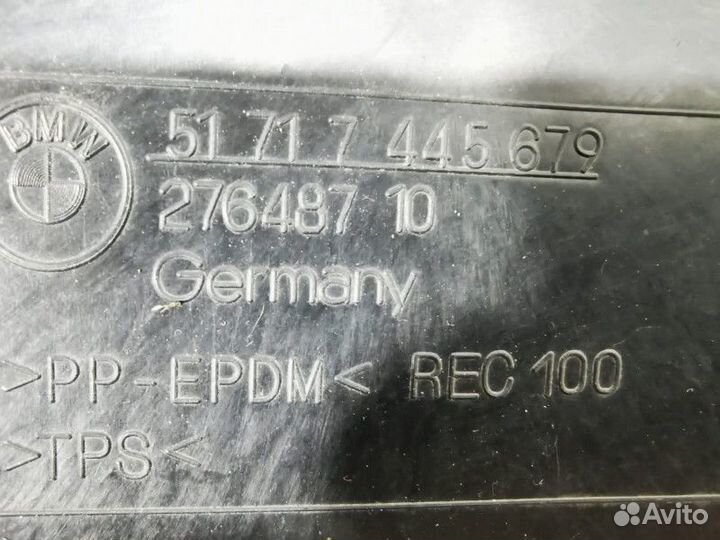 BMW
51 71 7 445 679
276487 10
Germany
>PP-EPDM< REC 100
>TPS<
Avito